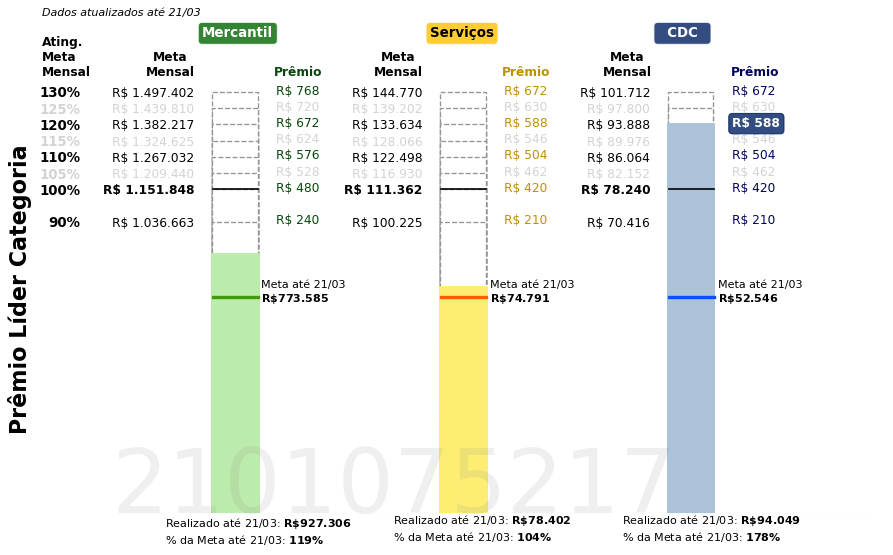 Dados atualizados até 21/03
Mercantil
Serviços
CDC
Ating.
Meta
Mensal
Meta
Mensal
Prêmio
Meta
Mensal
Prêmio
Meta
Mensal
Prêmio
130% R$ 1.497.402 R$ 768 R$ 144.770 R$ 672 R$ 101.712 R$ 672
125% R$ 1.439.810 R$ 720 R$ 139.202 R$ 630 R$ 97.800 R$ 630
120% R$ 1.382.217 R$ 672 R$ 133.634 R$ 588 R$ 93.888 R$ 588
115% R$ 1.324.625 R$ 624 R$ 128.066 R$ 546 R$ 89.976 R$ 546
110% R$ 1.267.032 R$ 576 R$ 122.498 R$ 504 R$ 86.064 R$ 504
105% R$ 1.209.440 R$ 528 R$ 116.930 R$ 462 R$ 82.152 R$ 462
100% R$ 1.151.848 R$ 480 R$ 111.362 R$ 420 R$ 78.240 R$ 420
90% R$ 1.036.663 R$ 240 R$ 100.225 R$ 210 R$ 70.416 R$ 210
Prêmio Líder Categoria
Meta até 21/03
R$773.585
Meta até 21/03
R$74.791
Meta até 21/03
R$52.546
2101075217
Realizado até 21/03: R$927.306
% da Meta até 21/03: 119%
Realizado até 21/03: R$78.402
% da Meta até 21/03: 104%
Realizado até 21/03: R$94.049
% da Meta até 21/03: 178%